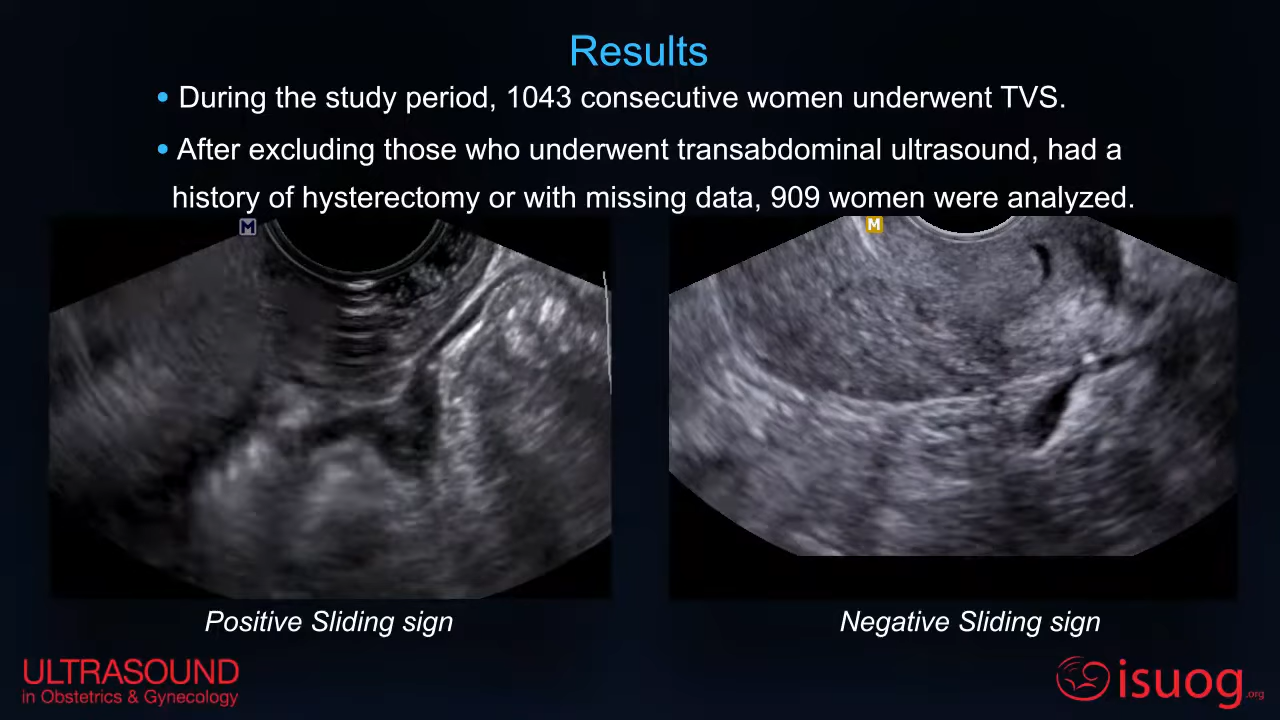 Results
• During the study period, 1043 consecutive women underwent TVS.
• After excluding those who underwent transabdominal ultrasound, had a
history of hysterectomy or with missing data, 909 women were analyzed.
M
M
Positive Sliding sign
Negative Sliding sign
ULTRASOUND
in Obstetrics & Gynecology
isuog.org